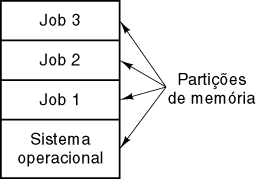 Job 3
Job 2
Job 1
Sistema
operacional
Partições
de memória